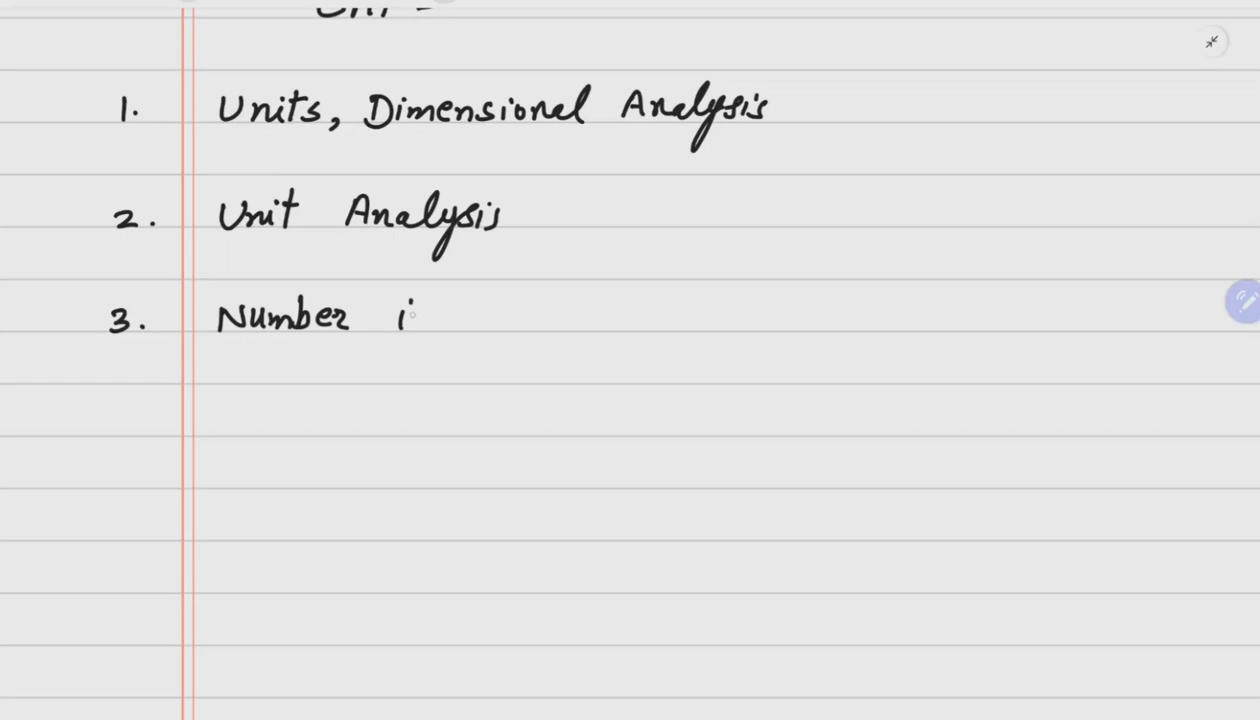 1. Units, Dimensional Analysis
2. Unit Analysis
3. Number i